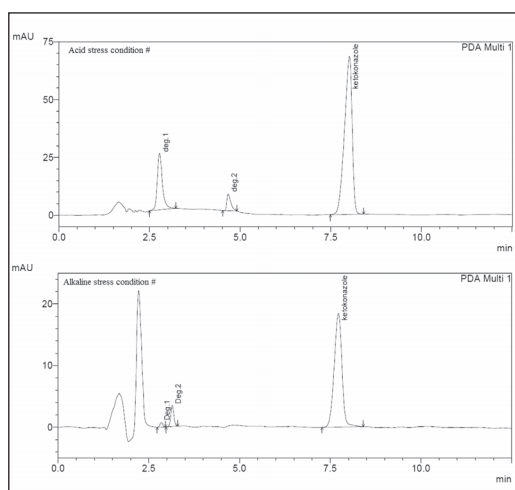 mAU
75
Acid stress condition #
PDA Multi 1
ketokonazole
50
25
deg.1
deg.2
0
0.0 2.5 5.0 7.5 10.0
min
mAU
Alkaline stress condition #
PDA Multi 1
ketokonazole
20
10
Deg.1
Deg.2
0
0.0 2.5 5.0 7.5 10.0
min